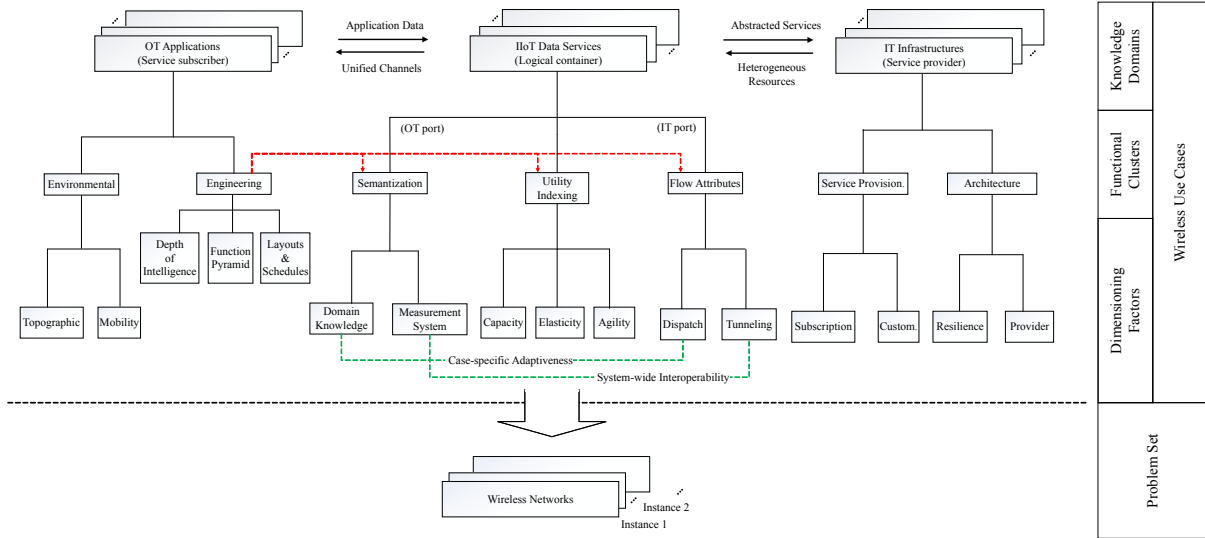 OT Applications
(Service subscriber)
Application Data
Unified Channels
IIoT Data Services
(Logical container)
Abstracted Services
Heterogeneous
Resources
IT Infrastructures
(Service provider)
Knowledge
Domains
(OT port)
(IT port)
Functional
Clusters
Wireless Use Cases
Environmental
Engineering
Semantization
Utility
Indexing
Flow Attributes
Service Provision.
Architecture
Depth
of
Intelligence
Function
Pyramid
Layouts
&
Schedules
Dimensioning
Factors
Topographic
Mobility
Domain
Knowledge
Measurement
System
Capacity
Elasticity
Agility
Dispatch
Tunneling
Subscription
Custom.
Resilience
Provider
Case-specific Adaptiveness
System-wide Interoperability
Wireless Networks
Instance 2
Instance 1
Problem Set